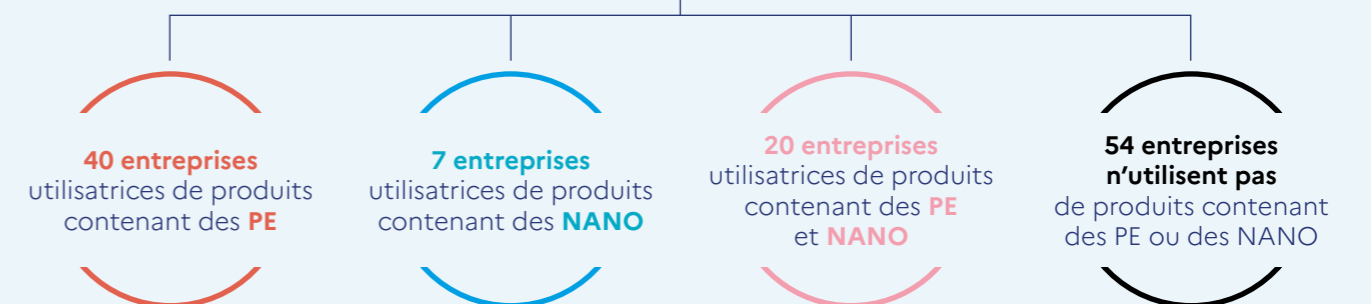 40 entreprises
utilisatrices de produits
contenant des PE
7 entreprises
utilisatrices de produits
contenant des NANO
20 entreprises
utilisatrices de produits
contenant des PE
et NANO
54 entreprises
n’utilisent pas
de produits contenant
des PE ou des NANO